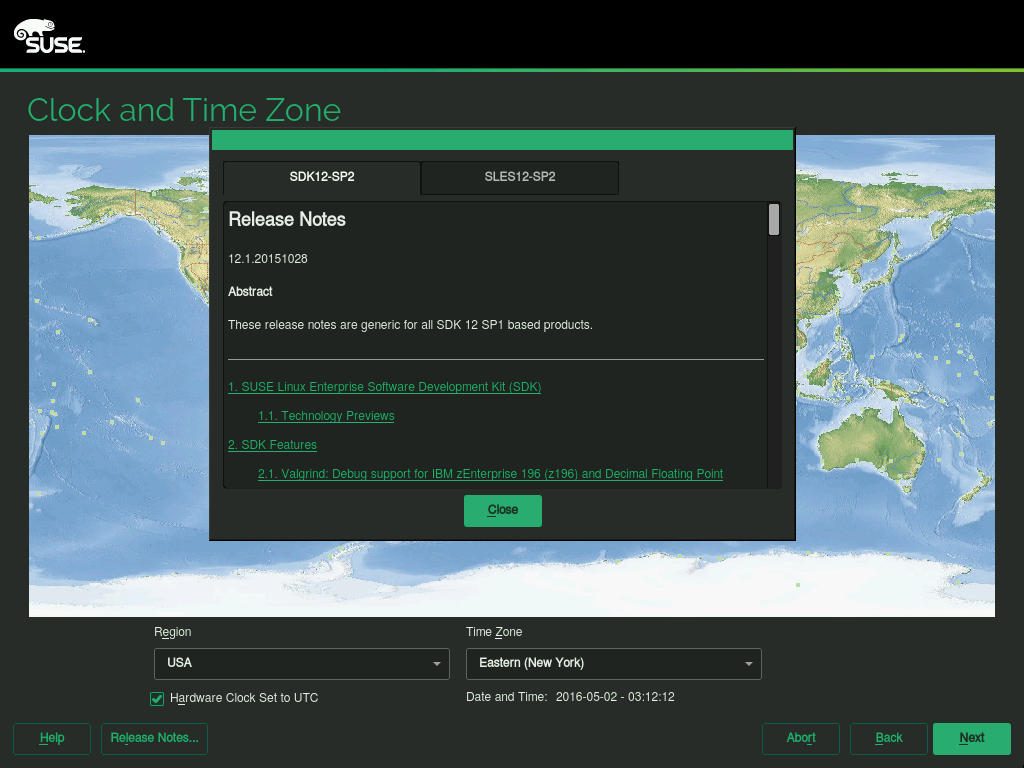 SUSE.
Clock and Time Zone
SDK12-SP2
SLES12-SP2
Release Notes
12.1.20151028
Abstract
These release notes are generic for all SDK 12 SP1 based products.
1. SUSE Linux Enterprise Software Development Kit (SDK)
1.1. Technology Previews
2. SDK Features
2.1. Valgrind: Debug support for IBM zEnterprise 196 (z196) and Decimal Floating Point
Close
Region
Time Zone
USA
Eastern (New York)
Hardware Clock Set to UTC
Date and Time: 2016-05-02 - 03:12:12
Help
Release Notes...
Abort
Back
Next